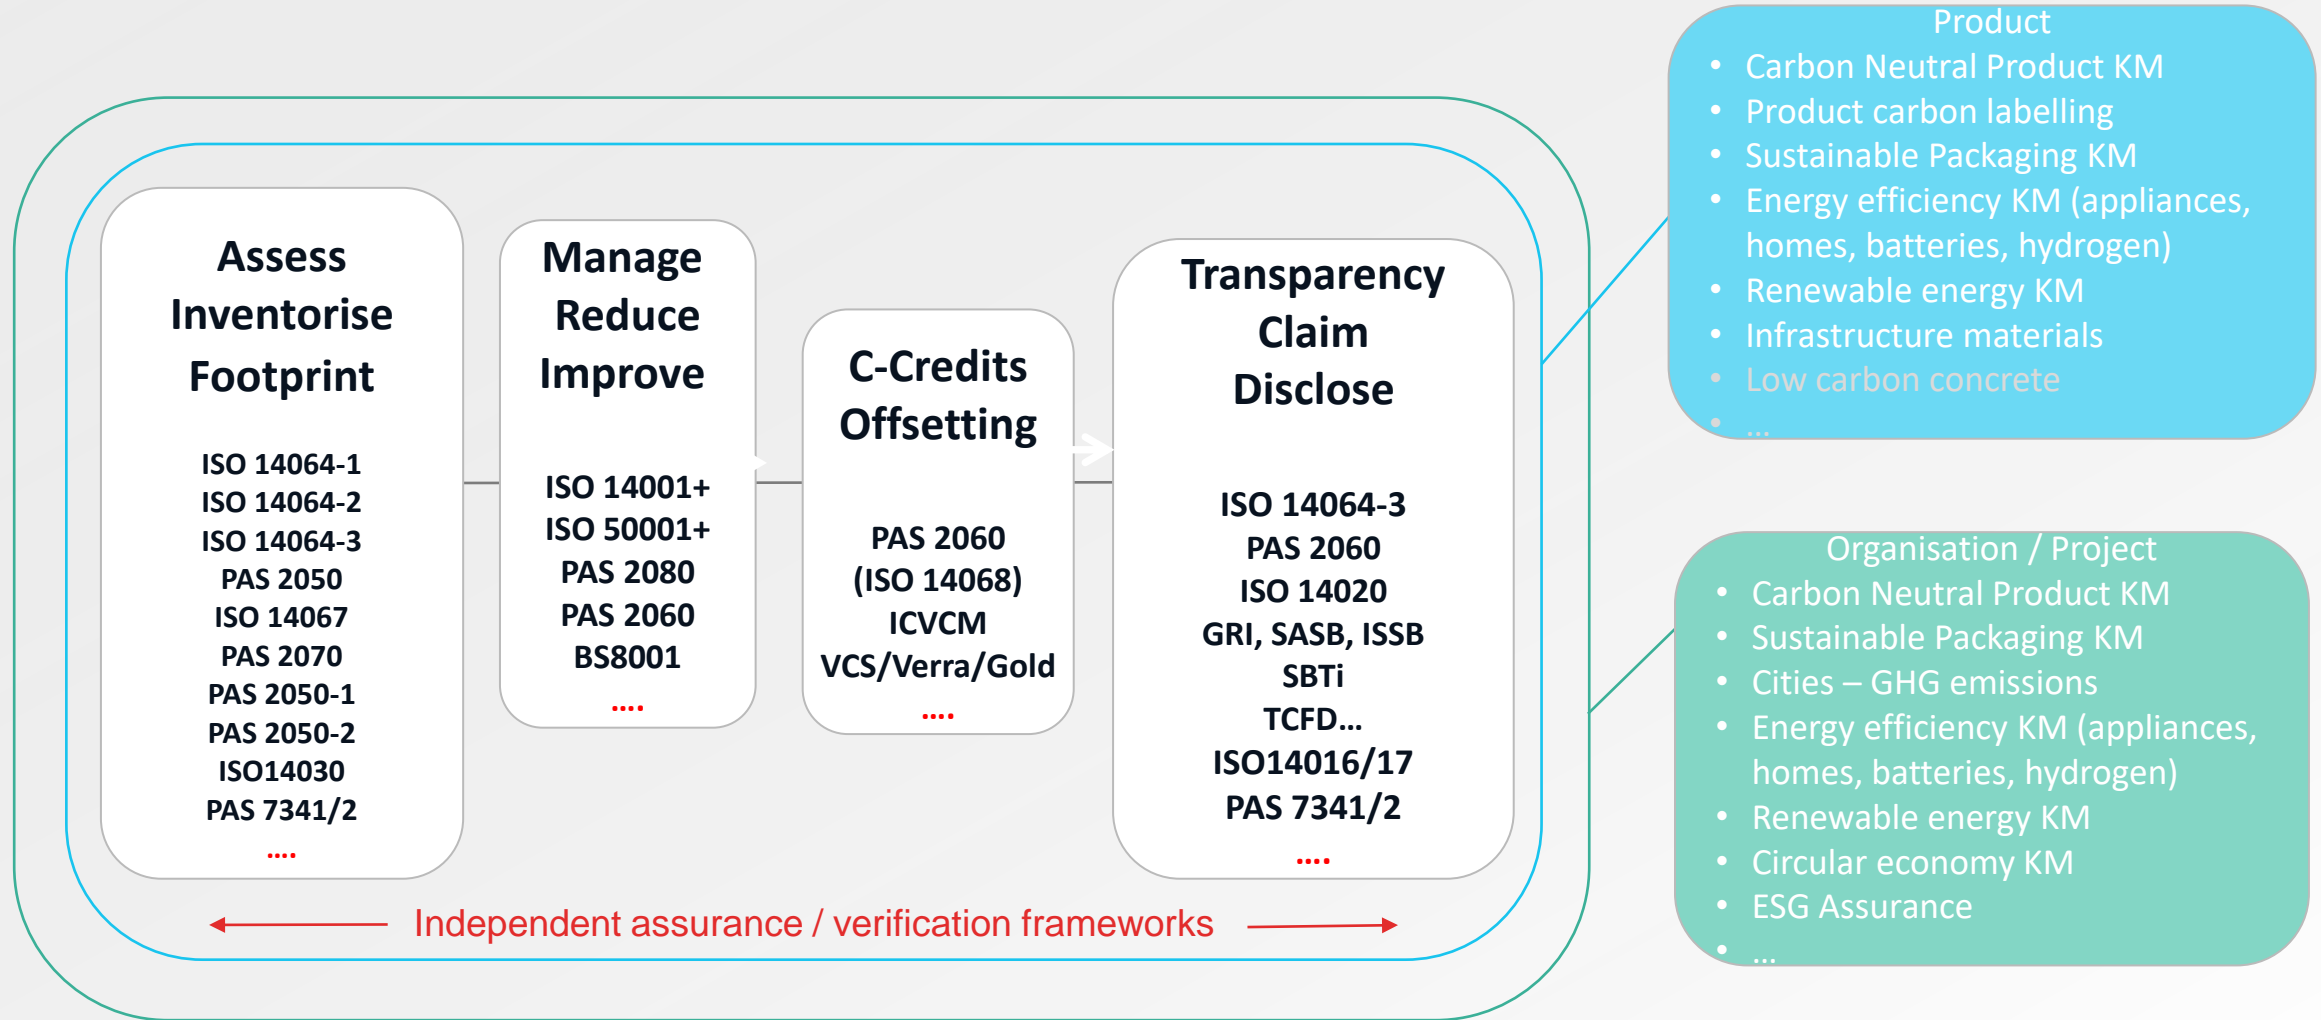 Assess
Inventorise
Footprint
ISO 14064-1
ISO 14064-2
ISO 14064-3
PAS 2050
ISO 14067
PAS 2070
PAS 2050-1
PAS 2050-2
ISO14030
PAS 7341/2
....
Manage
Reduce
Improve
ISO 14001+
ISO 50001+
PAS 2080
PAS 2060
BS8001
....
C-Credits
Offsetting
PAS 2060
(ISO 14068)
ICVCM
VCS/Verra/Gold
....
Transparency
Claim
Disclose
ISO 14064-3
PAS 2060
ISO 14020
GRI, SASB, ISSB
SBTi
TCFD...
ISO14016/17
PAS 7341/2
....
Independent assurance / verification frameworks
Product
• Carbon Neutral Product KM
• Product carbon labelling
• Sustainable Packaging KM
• Energy efficiency KM (appliances,
homes, batteries, hydrogen)
• Renewable energy KM
• Infrastructure materials
• Low carbon concrete
• ...
Organisation / Project
• Carbon Neutral Product KM
• Sustainable Packaging KM
• Cities – GHG emissions
• Energy efficiency KM (appliances,
homes, batteries, hydrogen)
• Renewable energy KM
• Circular economy KM
• ESG Assurance
• ...